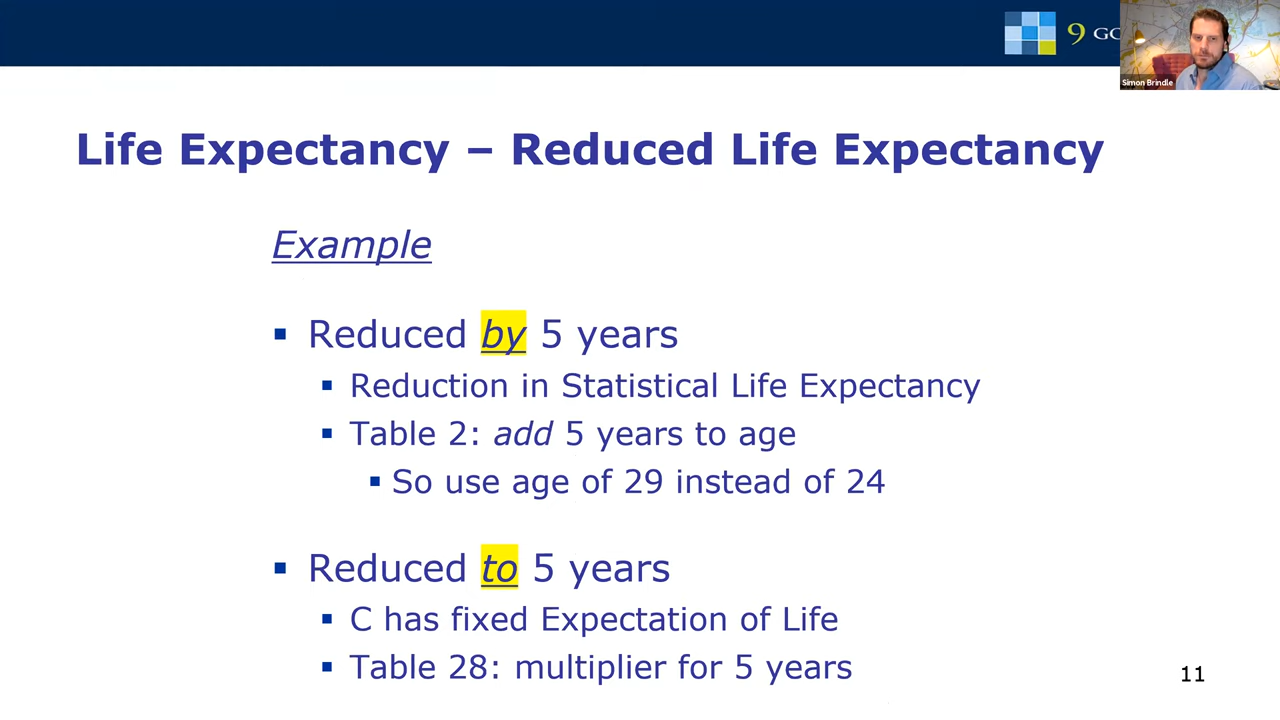 9 GO
Simon Brindle
Life Expectancy – Reduced Life Expectancy
Example
▪ Reduced by 5 years
▪ Reduction in Statistical Life Expectancy
▪ Table 2: add 5 years to age
▪ So use age of 29 instead of 24
▪ Reduced to 5 years
▪ C has fixed Expectation of Life
▪ Table 28: multiplier for 5 years
11